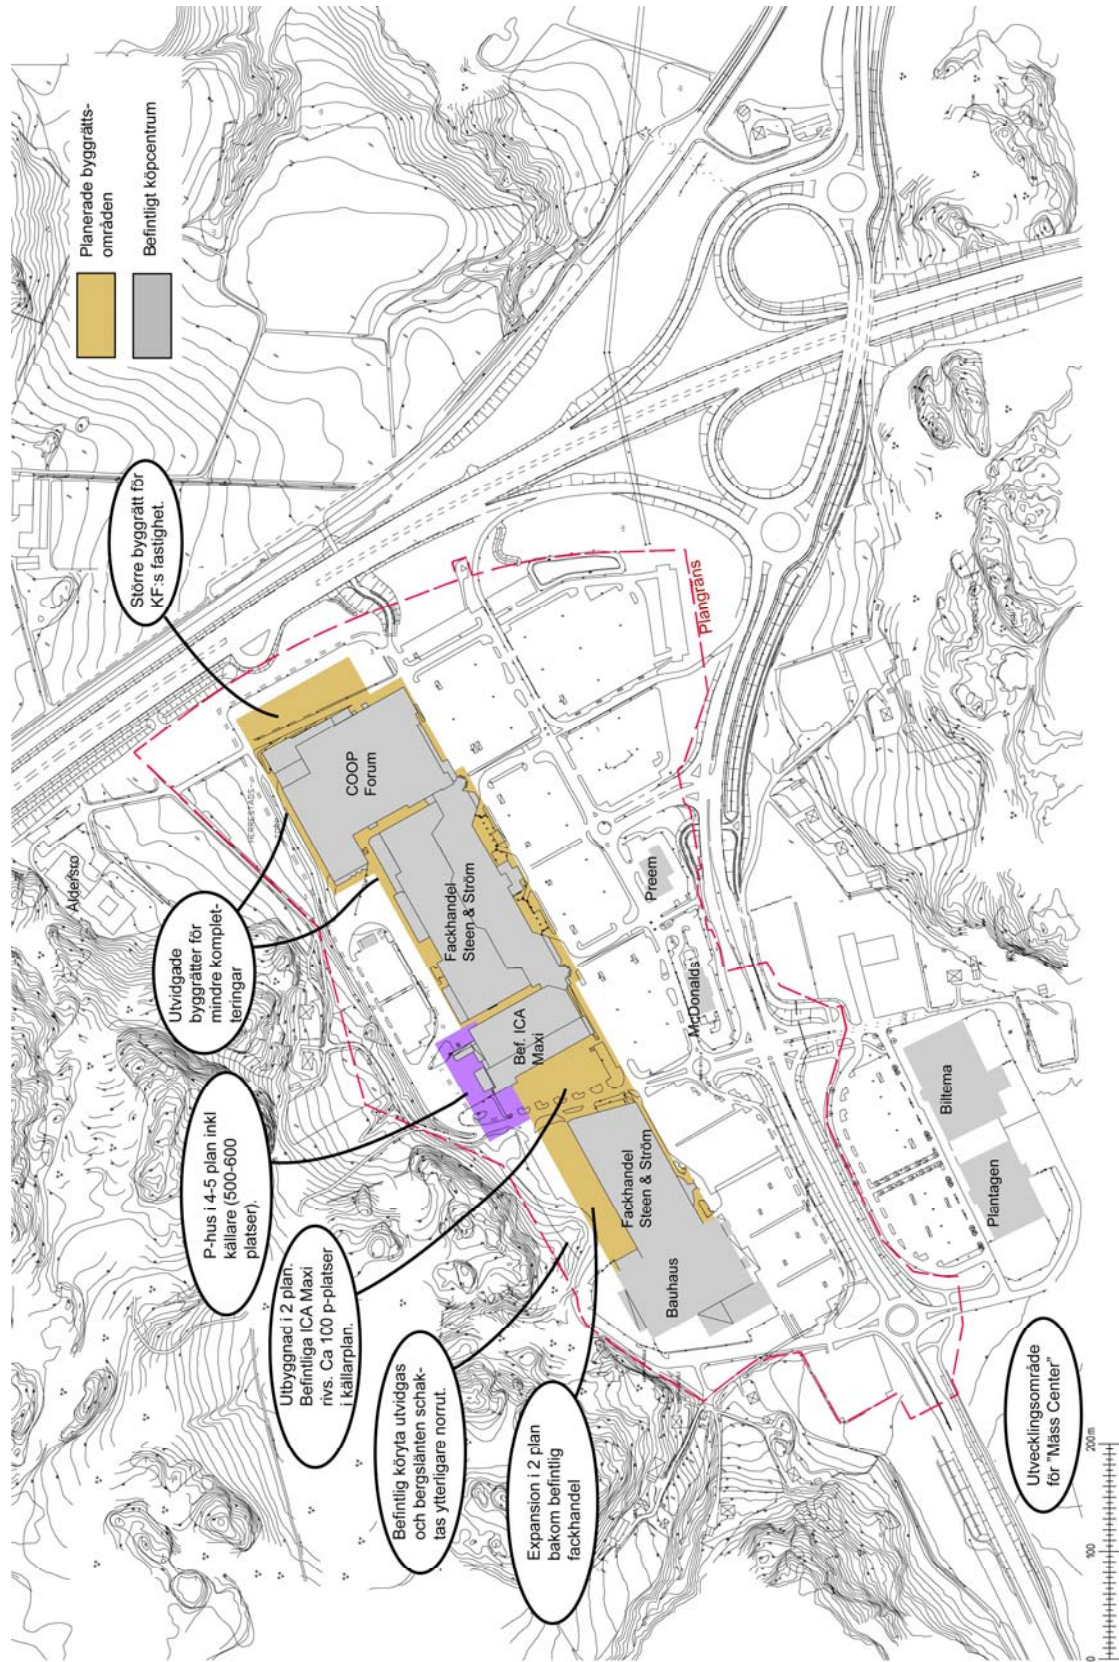 Planerade byggrätts-
områden
Befintligt köpcentrum
Större byggrätt för
KF:s fastighet.
Utvidgade
byggrätter för
mindre komplet-
teringar
P-hus i 4-5 plan inkl
källare (500-600
platser).
Utbyggnad i 2 plan.
Befintliga ICA Maxi
rivs. Ca 100 p-platser
i källarplan.
Befintlig köryta utvidgas
och bergslänten schak-
tas ytterligare norrut.
Expansion i 2 plan
bakom befintlig
fackhandel
Åldersrø
COOP
Forum
Fackhandel
Steen & Ström
Bef. ICA
Maxi
Fackhandel
Steen & Ström
Bauhaus
Plangräns
Preem
McDonalds
Biltema
Plantagen
Utvecklingsområde
för "Mäss Center"
0 100 200 m